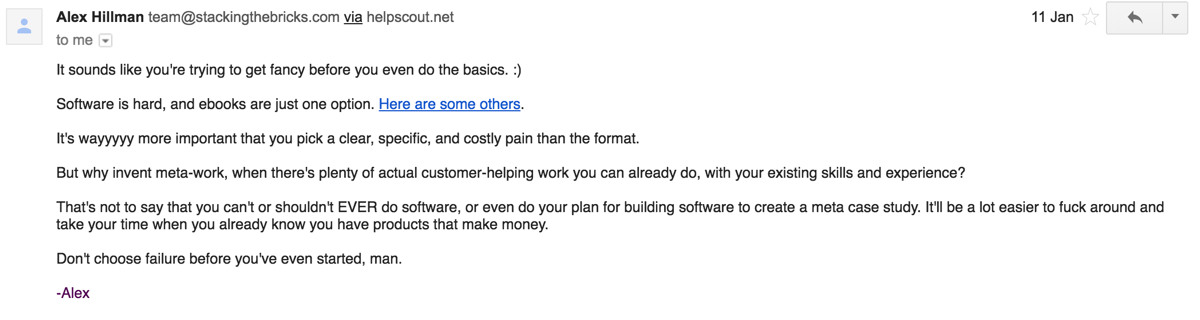 Alex Hillman team@stackingthebricks.com via helpscout.net
11 Jan
to me
It sounds like you're trying to get fancy before you even do the basics. :)
Software is hard, and ebooks are just one option. Here are some others.
It's wayyyyy more important that you pick a clear, specific, and costly pain than the format.
But why invent meta-work, when there's plenty of actual customer-helping work you can already do, with your existing skills and experience?
That's not to say that you can't or shouldn't EVER do software, or even do your plan for building software to create a meta case study. It'll be a lot easier to fuck around and
take your time when you already know you have products that make money.
Don't choose failure before you've even started, man.
-Alex